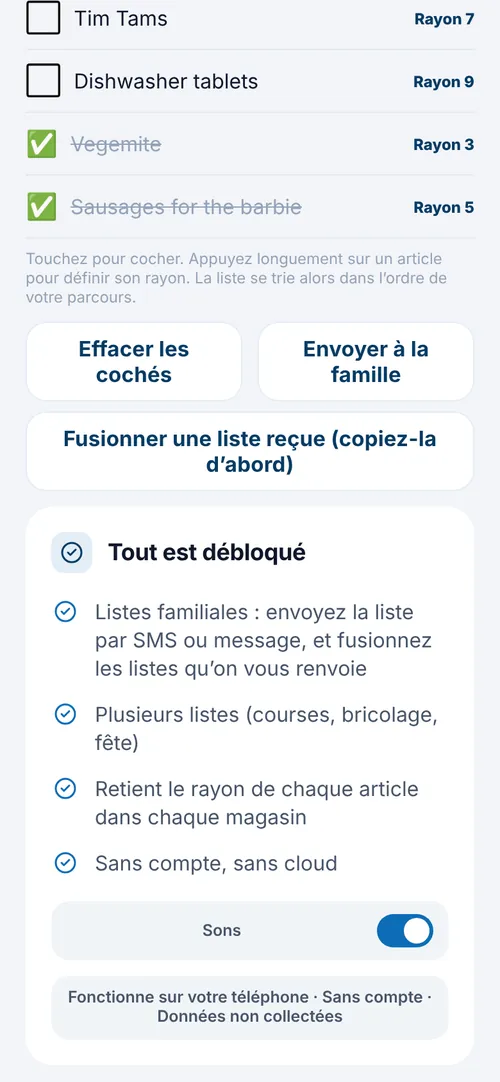 Tim Tams Rayon 7
Dishwasher tablets Rayon 9
Vegemite Rayon 3
Sausages for the barbie Rayon 5
Touchez pour cocher. Appuyez longuement sur un article
pour définir son rayon. La liste se trie alors dans l’ordre de
votre parcours.
Effacer les
cochés
Envoyer à la
famille
Fusionner une liste reçue (copiez-la
d’abord)
Tout est débloqué
Listes familiales : envoyez la liste
par SMS ou message, et fusionnez
les listes qu’on vous renvoie
Plusieurs listes (courses, bricolage,
fête)
Retient le rayon de chaque article
dans chaque magasin
Sans compte, sans cloud
Sons
Fonctionne sur votre téléphone · Sans compte ·
Données non collectées